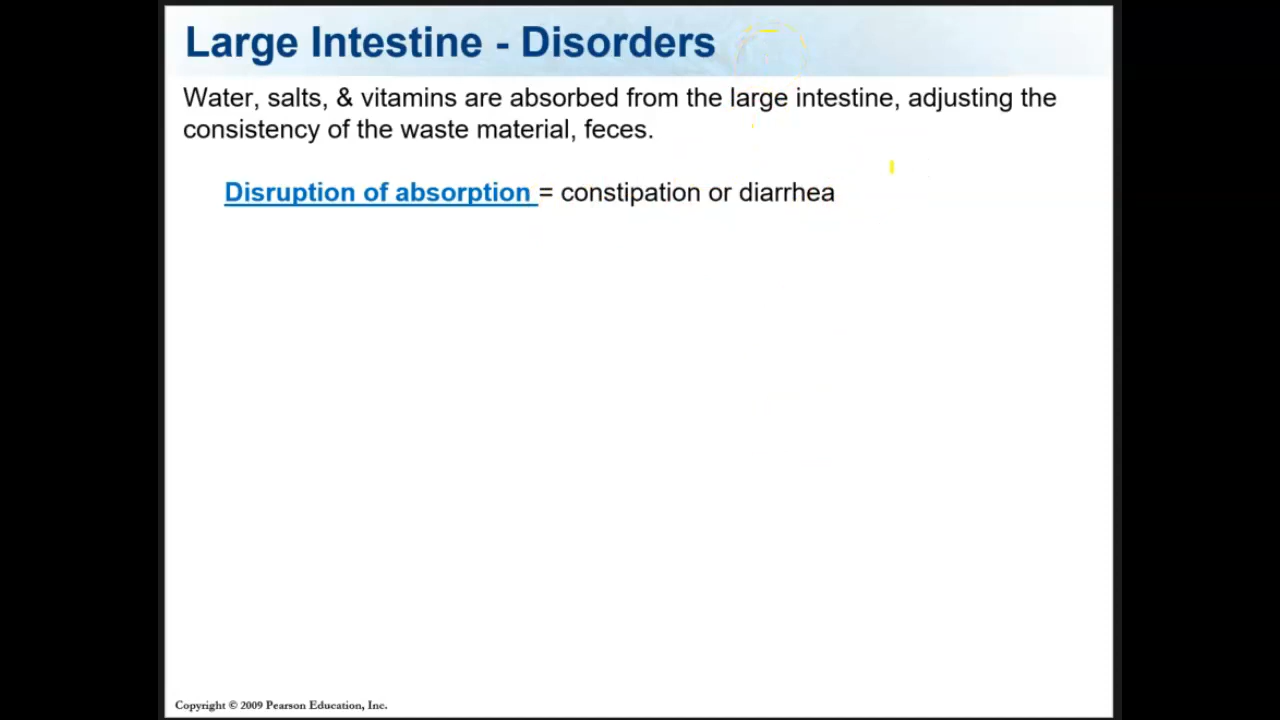 Large Intestine - Disorders
Water, salts, & vitamins are absorbed from the large intestine, adjusting the
consistency of the waste material, feces.
Disruption of absorption = constipation or diarrhea
Copyright © 2009 Pearson Education, Inc.